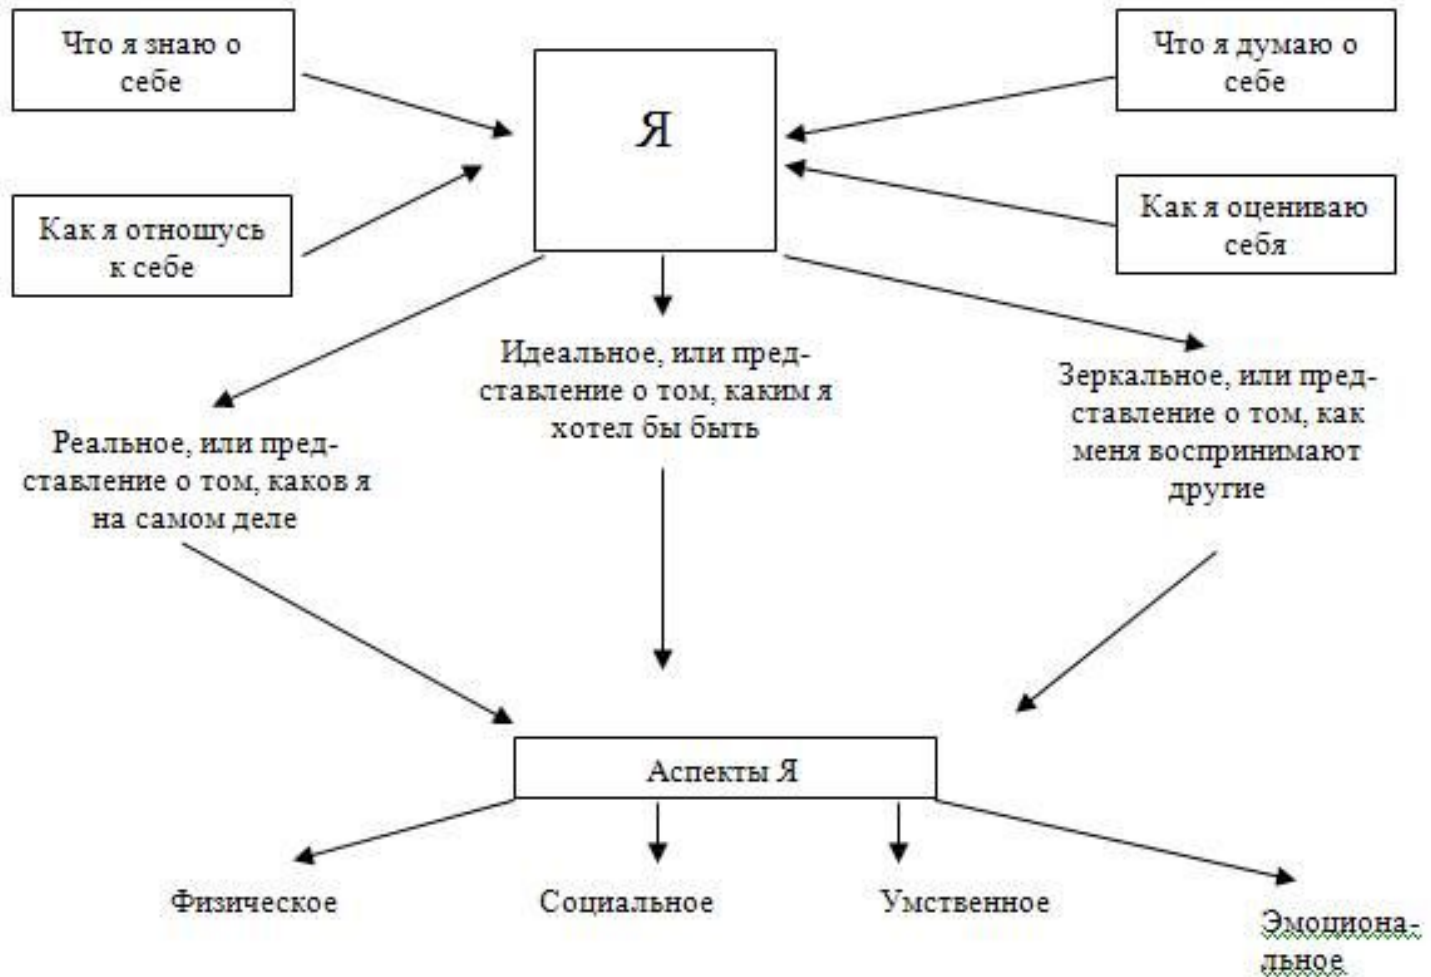 Что я знаю о
себе
Я
Что я думаю о
себе
Как я отношусь
к себе
Как я оцениваю
себя
Идеальное, или пред-
ставление о том, каким я
хотел бы быть
Зеркальное, или пред-
ставление о том, как
меня воспринимают
другие
Реальное, или пред-
ставление о том, каков я
на самом деле
Аспекты Я
Физическое
Социальное
Умственное
Эмоциона-
льное